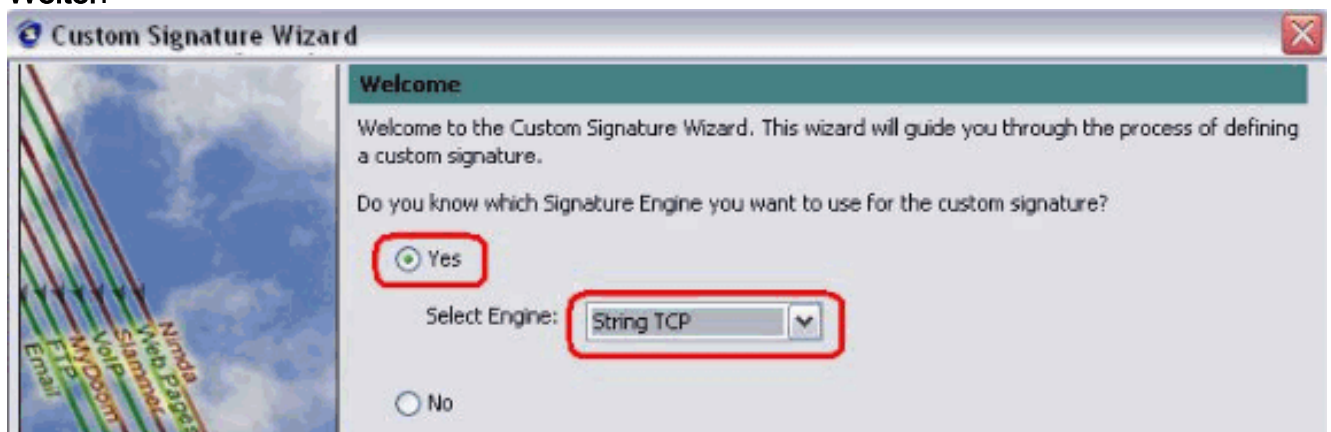 Weiter.
Custom Signature Wizard
Welcome
Welcome to the Custom Signature Wizard. This wizard will guide you through the process of defining
a custom signature.
Do you know which Signature Engine you want to use for the custom signature?
Yes
Select Engine: String TCP
No
Nimda
Web Pages
Slammer
VoIP
MyDoom
FTP
Email